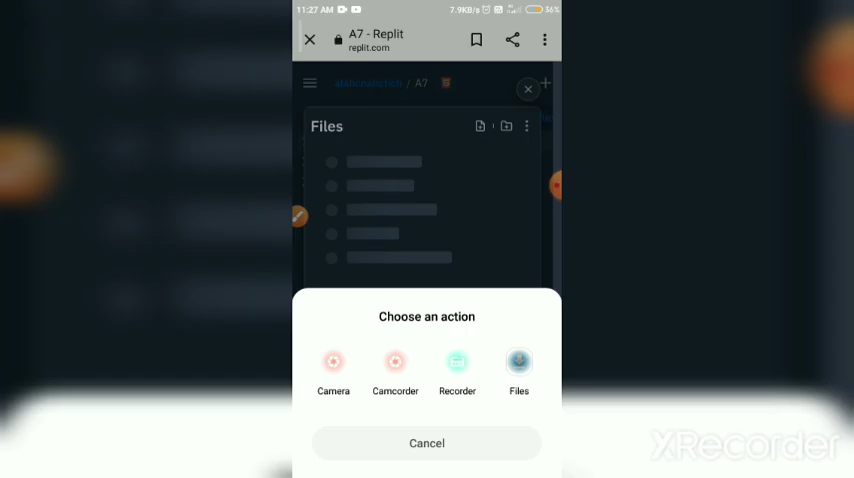 11:27 AM 7.9KB/s 36%
A7 - Replit
replit.com
/ A7
Files
Choose an action
Camera Camcorder Recorder Files
Cancel
XRecorder